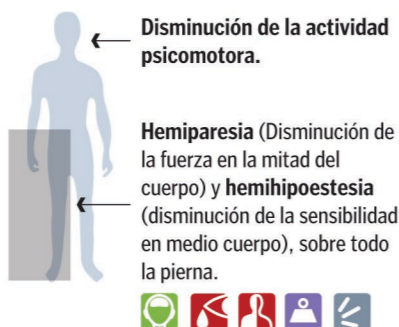 Disminución de la actividad
psicomotora.
Hemiparesia (Disminución de
la fuerza en la mitad del
cuerpo) y hemihipoestesia
(disminución de la sensibilidad
en medio cuerpo), sobre todo
la pierna.